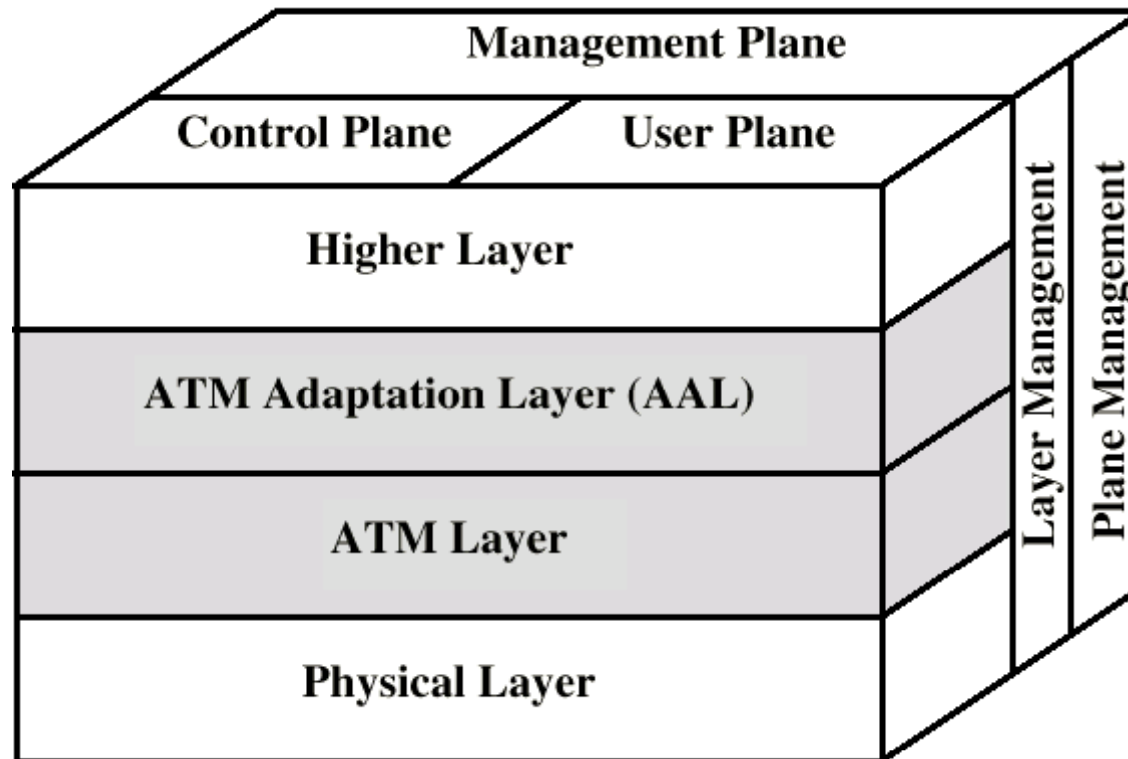 Management Plane
Control Plane
User Plane
Higher Layer
ATM Adaptation Layer (AAL)
ATM Layer
Physical Layer
Layer Management
Plane Management